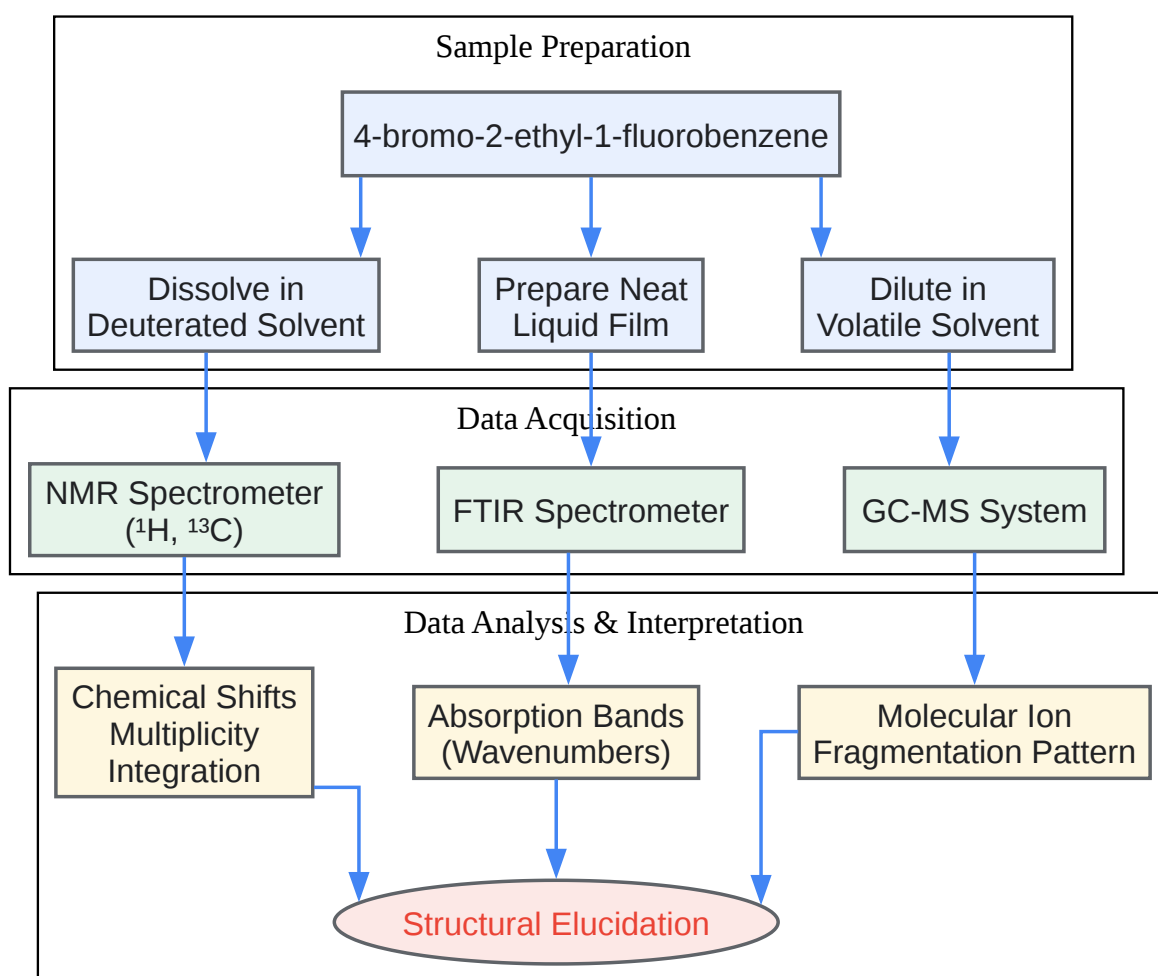 Sample Preparation
4-bromo-2-ethyl-1-fluorobenzene
Dissolve in
Deuterated Solvent
Prepare Neat
Liquid Film
Dilute in
Volatile Solvent
Data Acquisition
NMR Spectrometer
(¹H, ¹³C)
FTIR Spectrometer
GC-MS System
Data Analysis & Interpretation
Chemical Shifts
Multiplicity
Integration
Absorption Bands
(Wavenumbers)
Molecular Ion
Fragmentation Pattern
Structural Elucidation